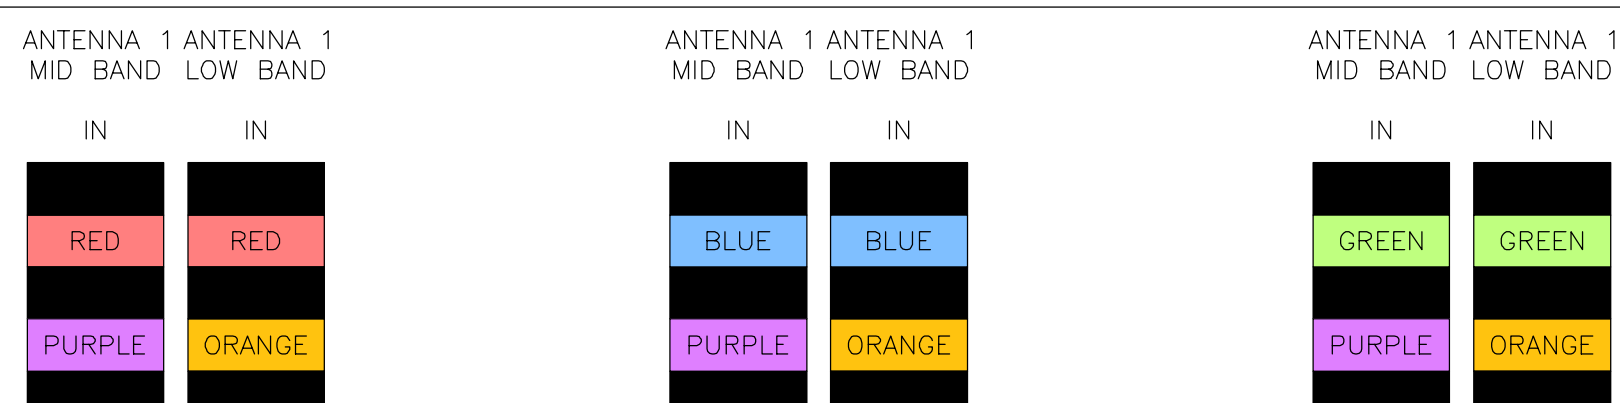 ANTENNA 1 ANTENNA 1
MID BAND LOW BAND
IN IN
RED RED
PURPLE ORANGE
ANTENNA 1 ANTENNA 1
MID BAND LOW BAND
IN IN
BLUE BLUE
PURPLE ORANGE
ANTENNA 1 ANTENNA 1
MID BAND LOW BAND
IN IN
GREEN GREEN
PURPLE ORANGE